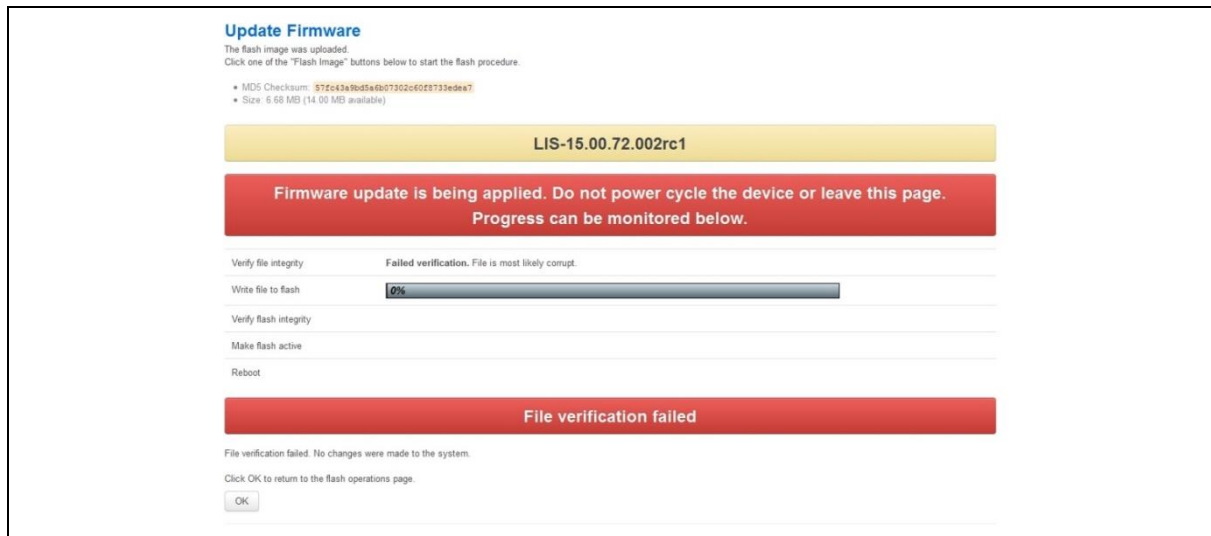 Update Firmware
The flash image was uploaded.
Click one of the "Flash Image" buttons below to start the flash procedure.
• MD5 Checksum: 57fc43a9bd5a6b07302c60f8733edea7
• Size: 6.68 MB (14.00 MB available)
LIS-15.00.72.002rc1
Firmware update is being applied. Do not power cycle the device or leave this page.
Progress can be monitored below.
Verify file integrity Failed verification. File is most likely corrupt.
Write file to flash 0%
Verify flash integrity
Make flash active
Reboot
File verification failed
File verification failed. No changes were made to the system.
Click OK to return to the flash operations page.
OK